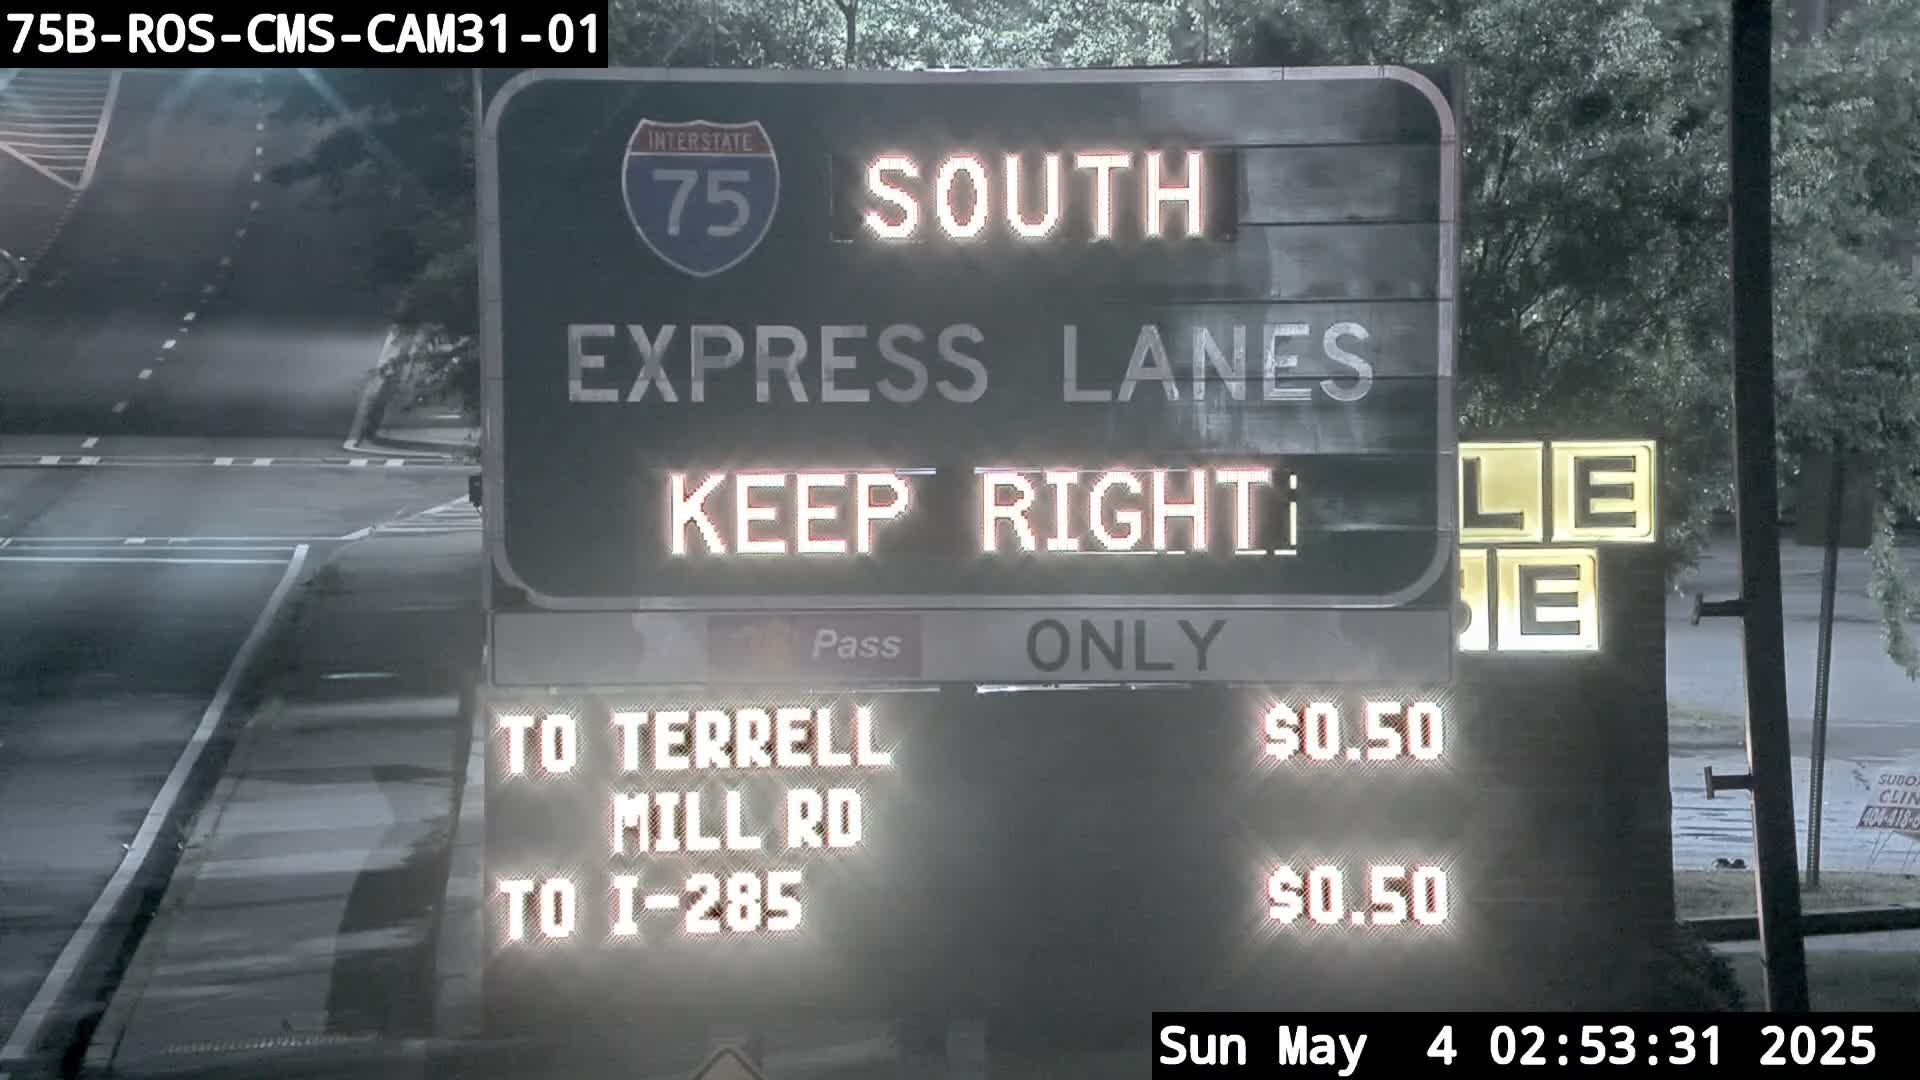 75B-ROS-CMS-CAM31-01
INTERSTATE
75
SOUTH
EXPRESS LANES
KEEP RIGHT
Pass ONLY
LE
E
TO TERRELL $0.50
MILL RD
TO I-285 $0.50
Sun May 4 02:53:31 2025